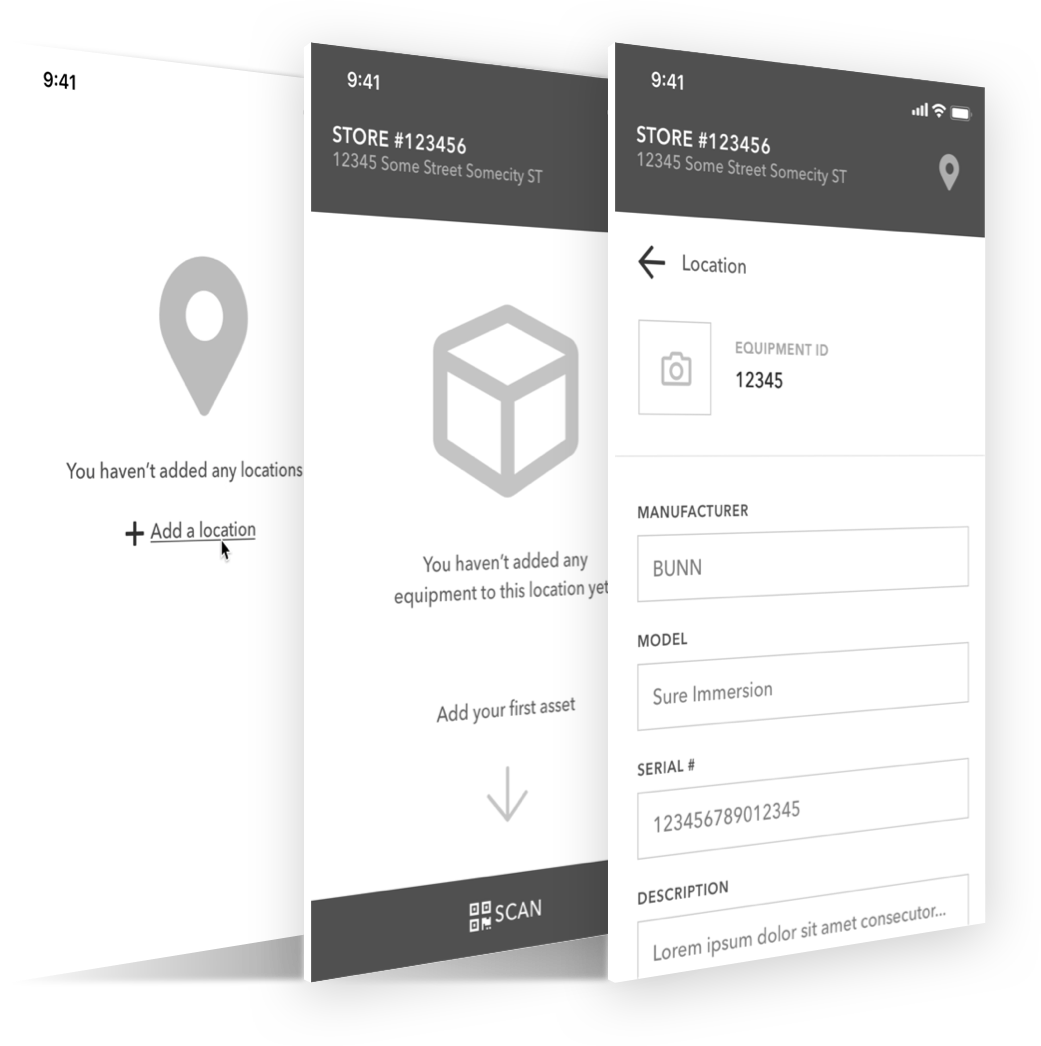 9:41
You haven't added any locations
Add a location
9:41
STORE #123456
12345 Some Street Somecity ST
You haven't added any
equipment to this location yet
Add your first asset
SCAN
9:41
STORE #123456
12345 Some Street Somecity ST
Location
EQUIPMENT ID
12345
MANUFACTURER
BUNN
MODEL
Sure Immersion
SERIAL #
123456789012345
DESCRIPTION
Lorem ipsum dolor sit amet consecutor...